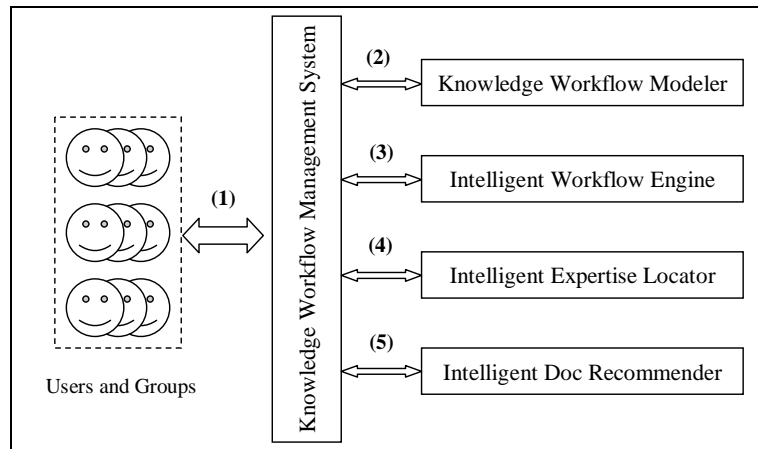 (1)
Users and Groups
Knowledge Workflow Management System
(2)
Knowledge Workflow Modeler
(3)
Intelligent Workflow Engine
(4)
Intelligent Expertise Locator
(5)
Intelligent Doc Recommender